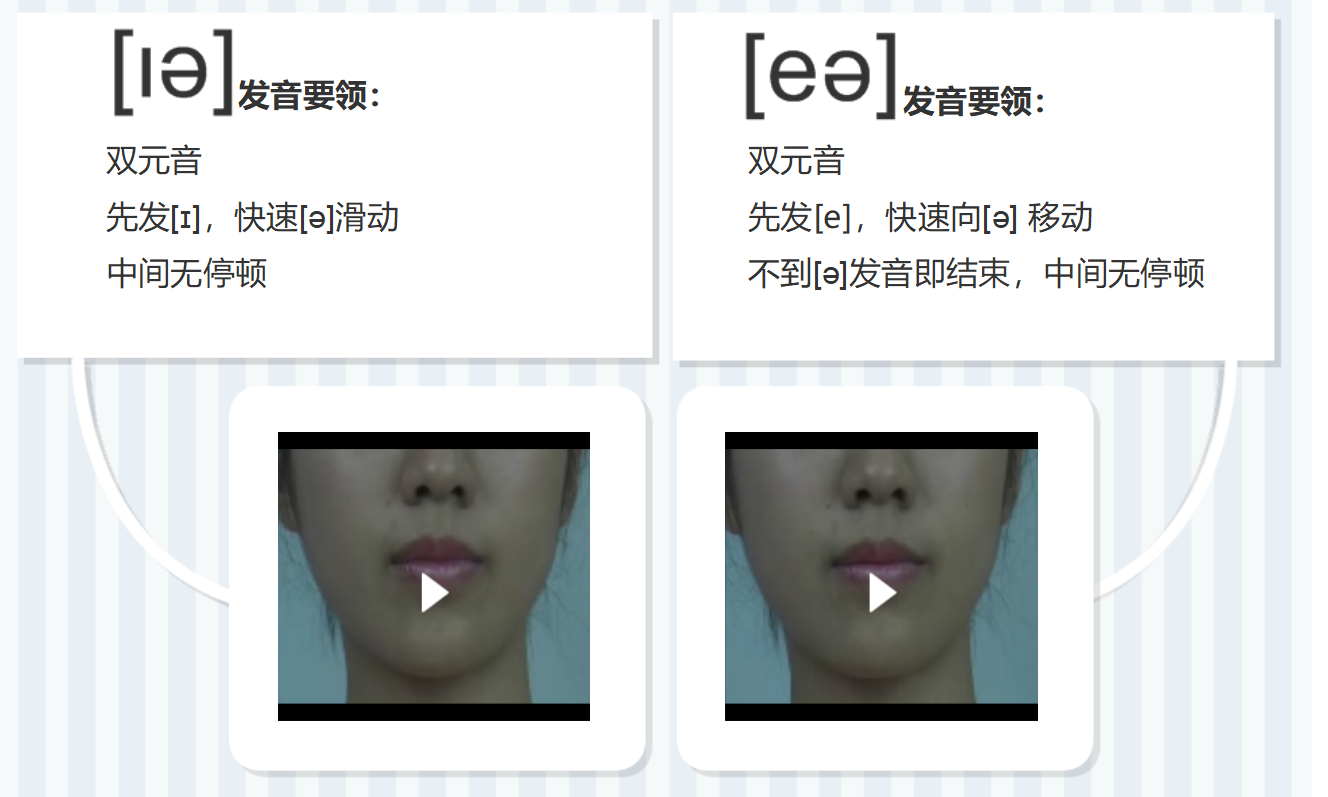 [ɪə]发音要领：
双元音
先发[ɪ]，快速[ə]滑动
中间无停顿
[eə]发音要领：
双元音
先发[e]，快速向[ə] 移动
不到[ə]发音即结束，中间无停顿